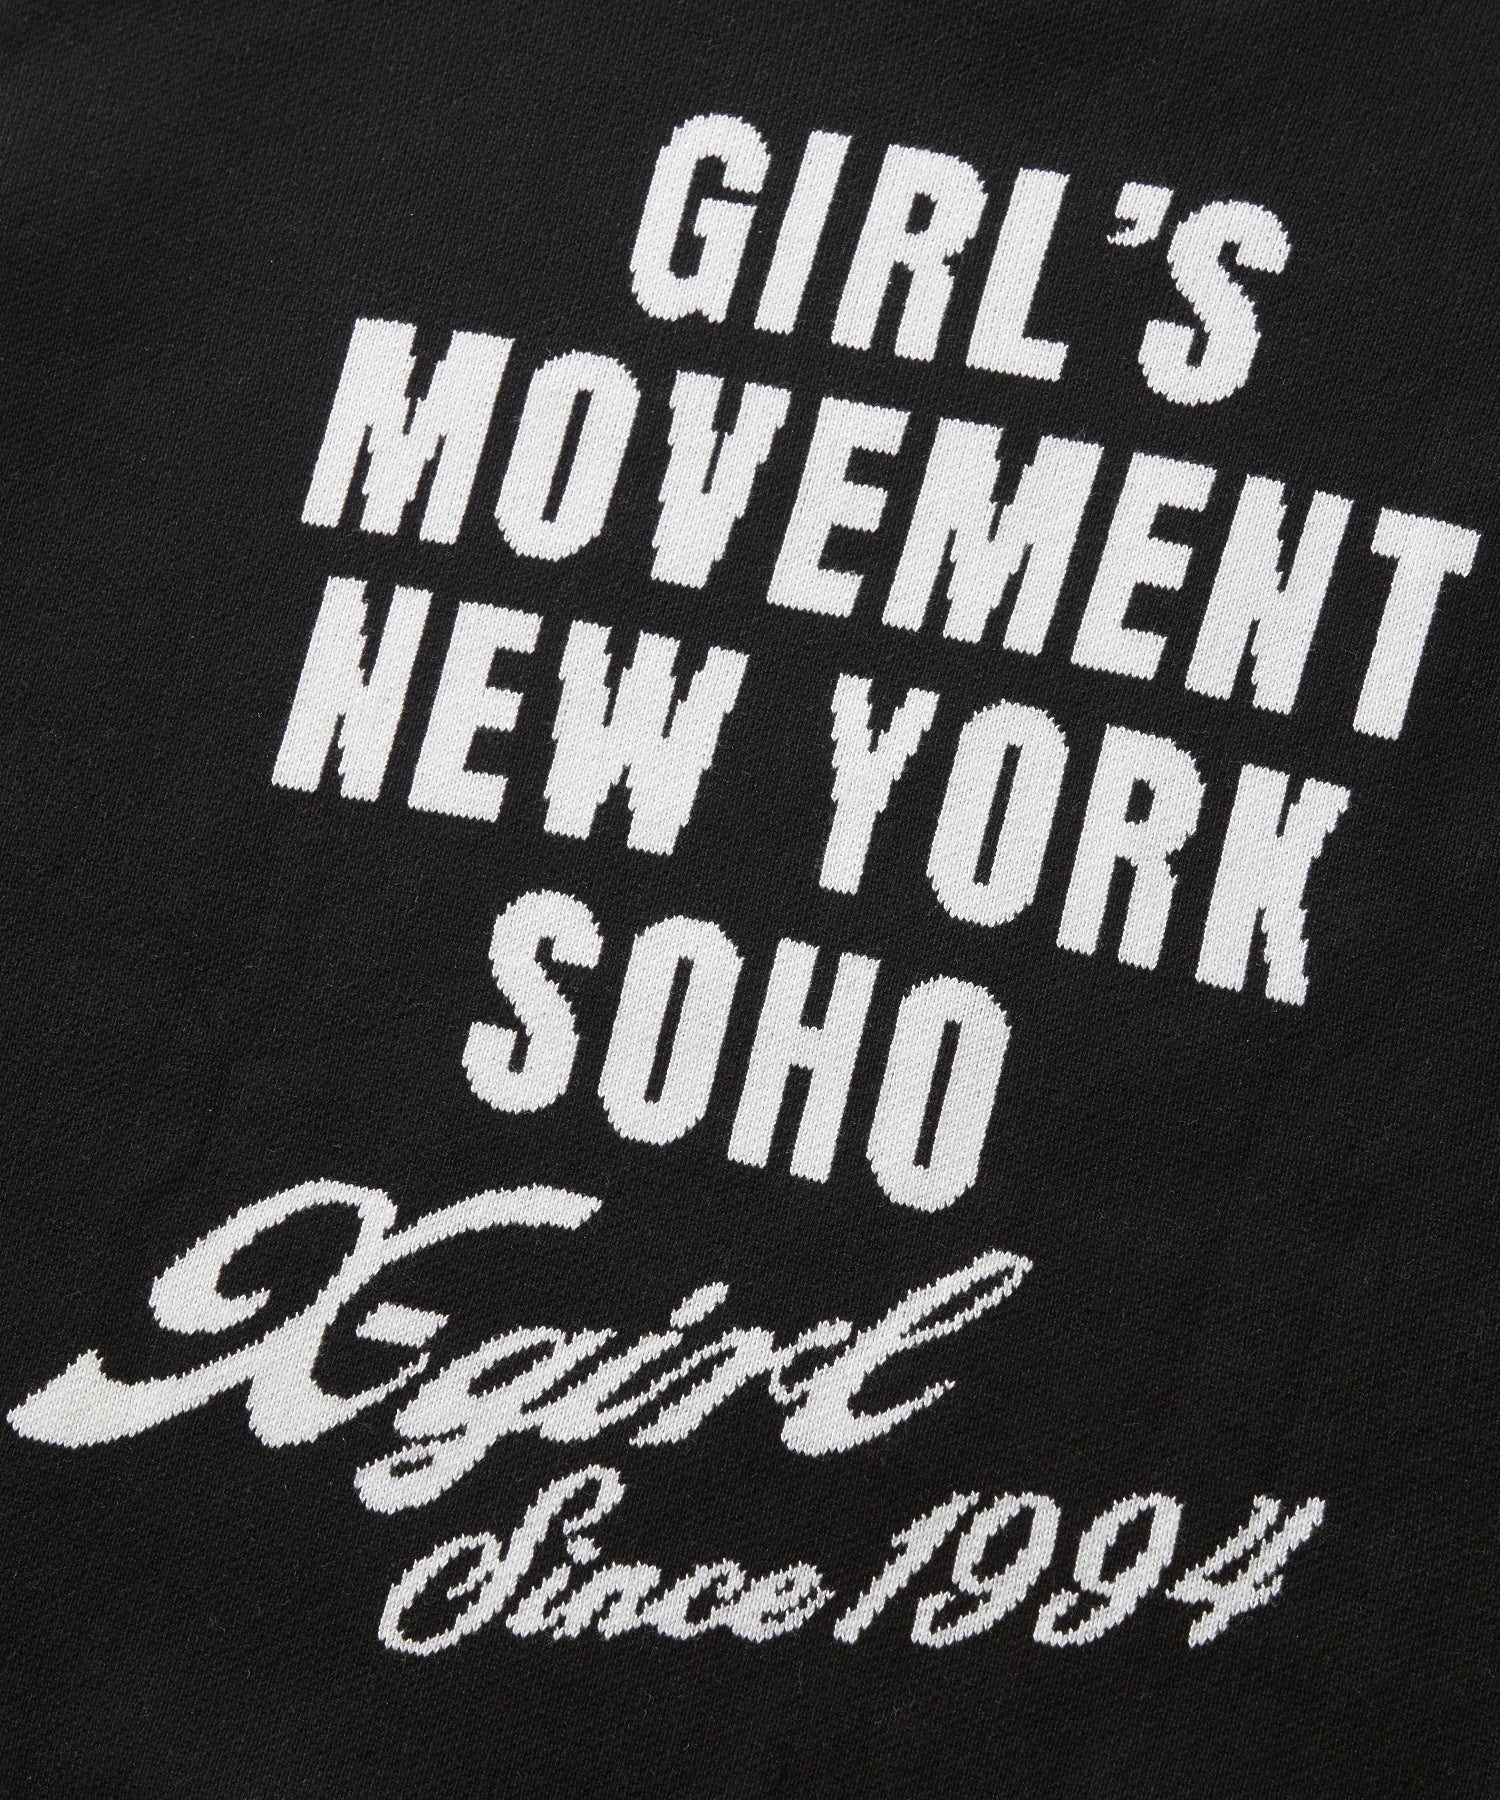 GIRL'S
MOVEMENT
NEW YORK
SOHO
X-girl
Since 1994